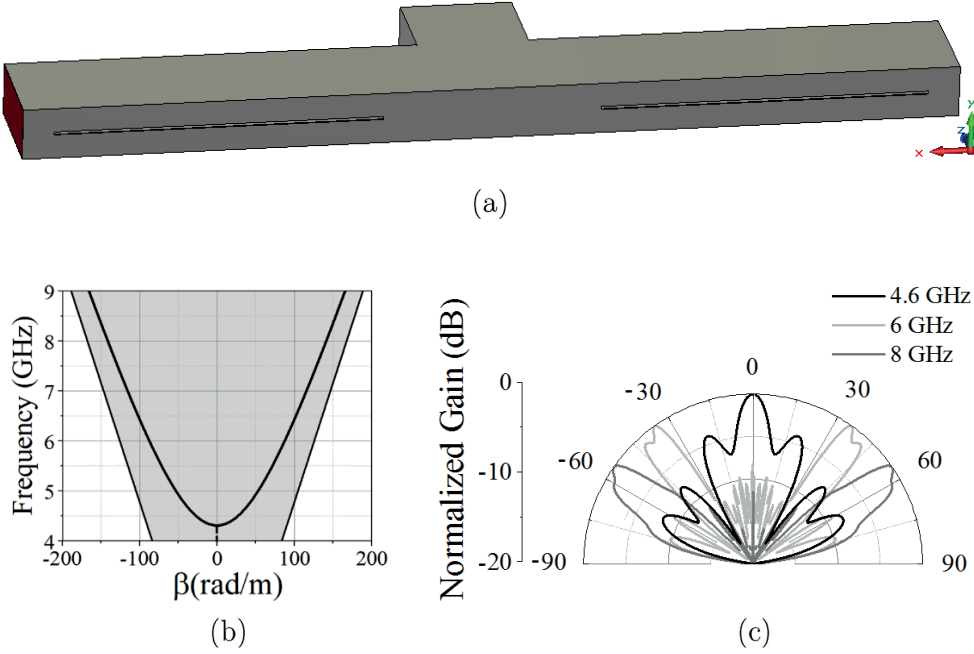 y
z
x
(a)
9
8
7
6
5
4
-200 -100 0 100 200
Frequency (GHz)
β(rad/m)
(b)
4.6 GHz
6 GHz
8 GHz
Normalized Gain (dB)
0
-10
-20
-90
-60
-30
0
30
60
90
(c)